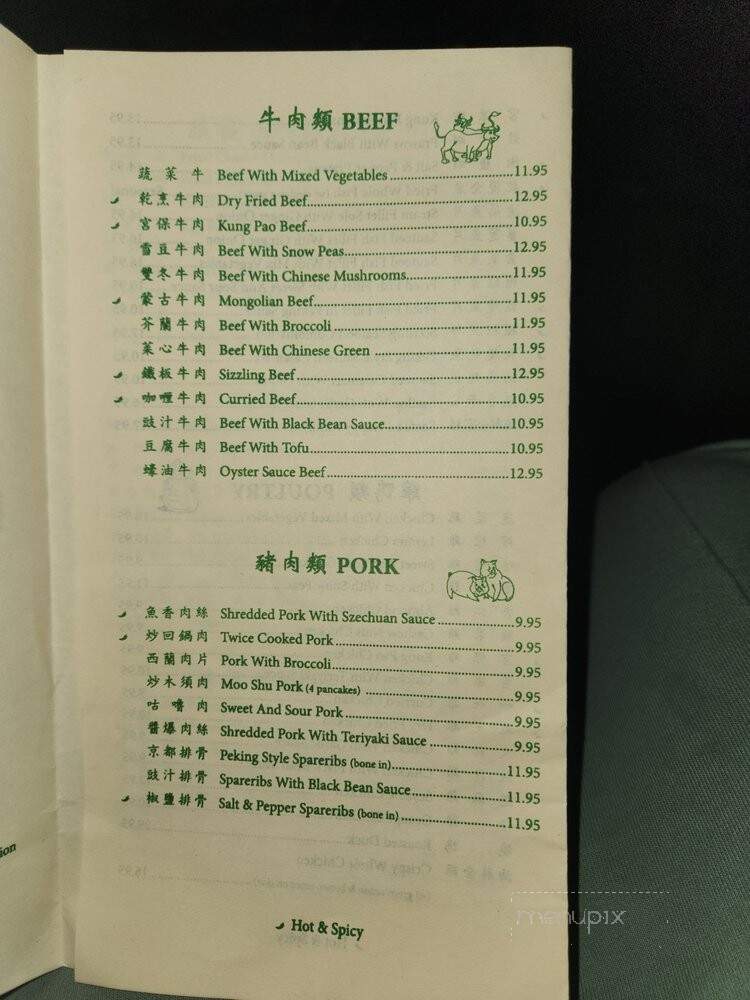 牛肉類 BEEF
蔬菜牛 Beef With Mixed Vegetables 11.95
乾烹牛肉 Dry Fried Beef 12.95
宮保牛肉 Kung Pao Beef 10.95
雪豆牛肉 Beef With Snow Peas 12.95
雙冬牛肉 Beef With Chinese Mushrooms 11.95
蒙古牛肉 Mongolian Beef 11.95
芥蘭牛肉 Beef With Broccoli 11.95
菜心牛肉 Beef With Chinese Green 11.95
鐵板牛肉 Sizzling Beef 12.95
咖喱牛肉 Curried Beef 10.95
豉汁牛肉 Beef With Black Bean Sauce 10.95
豆腐牛肉 Beef With Tofu 10.95
蠔油牛肉 Oyster Sauce Beef 12.95
豬肉類 PORK
魚香肉絲 Shredded Pork With Szechuan Sauce 9.95
炒回鍋肉 Twice Cooked Pork 9.95
西蘭肉片 Pork With Broccoli 9.95
炒木須肉 Moo Shu Pork (4 pancakes) 9.95
咕嚕肉 Sweet And Sour Pork 9.95
醬爆肉絲 Shredded Pork With Teriyaki Sauce 9.95
京都排骨 Peking Style Spareribs (bone in) 11.95
豉汁排骨 Spareribs With Black Bean Sauce 11.95
椒鹽排骨 Salt & Pepper Spareribs (bone in) 11.95
Hot & Spicy
menupix